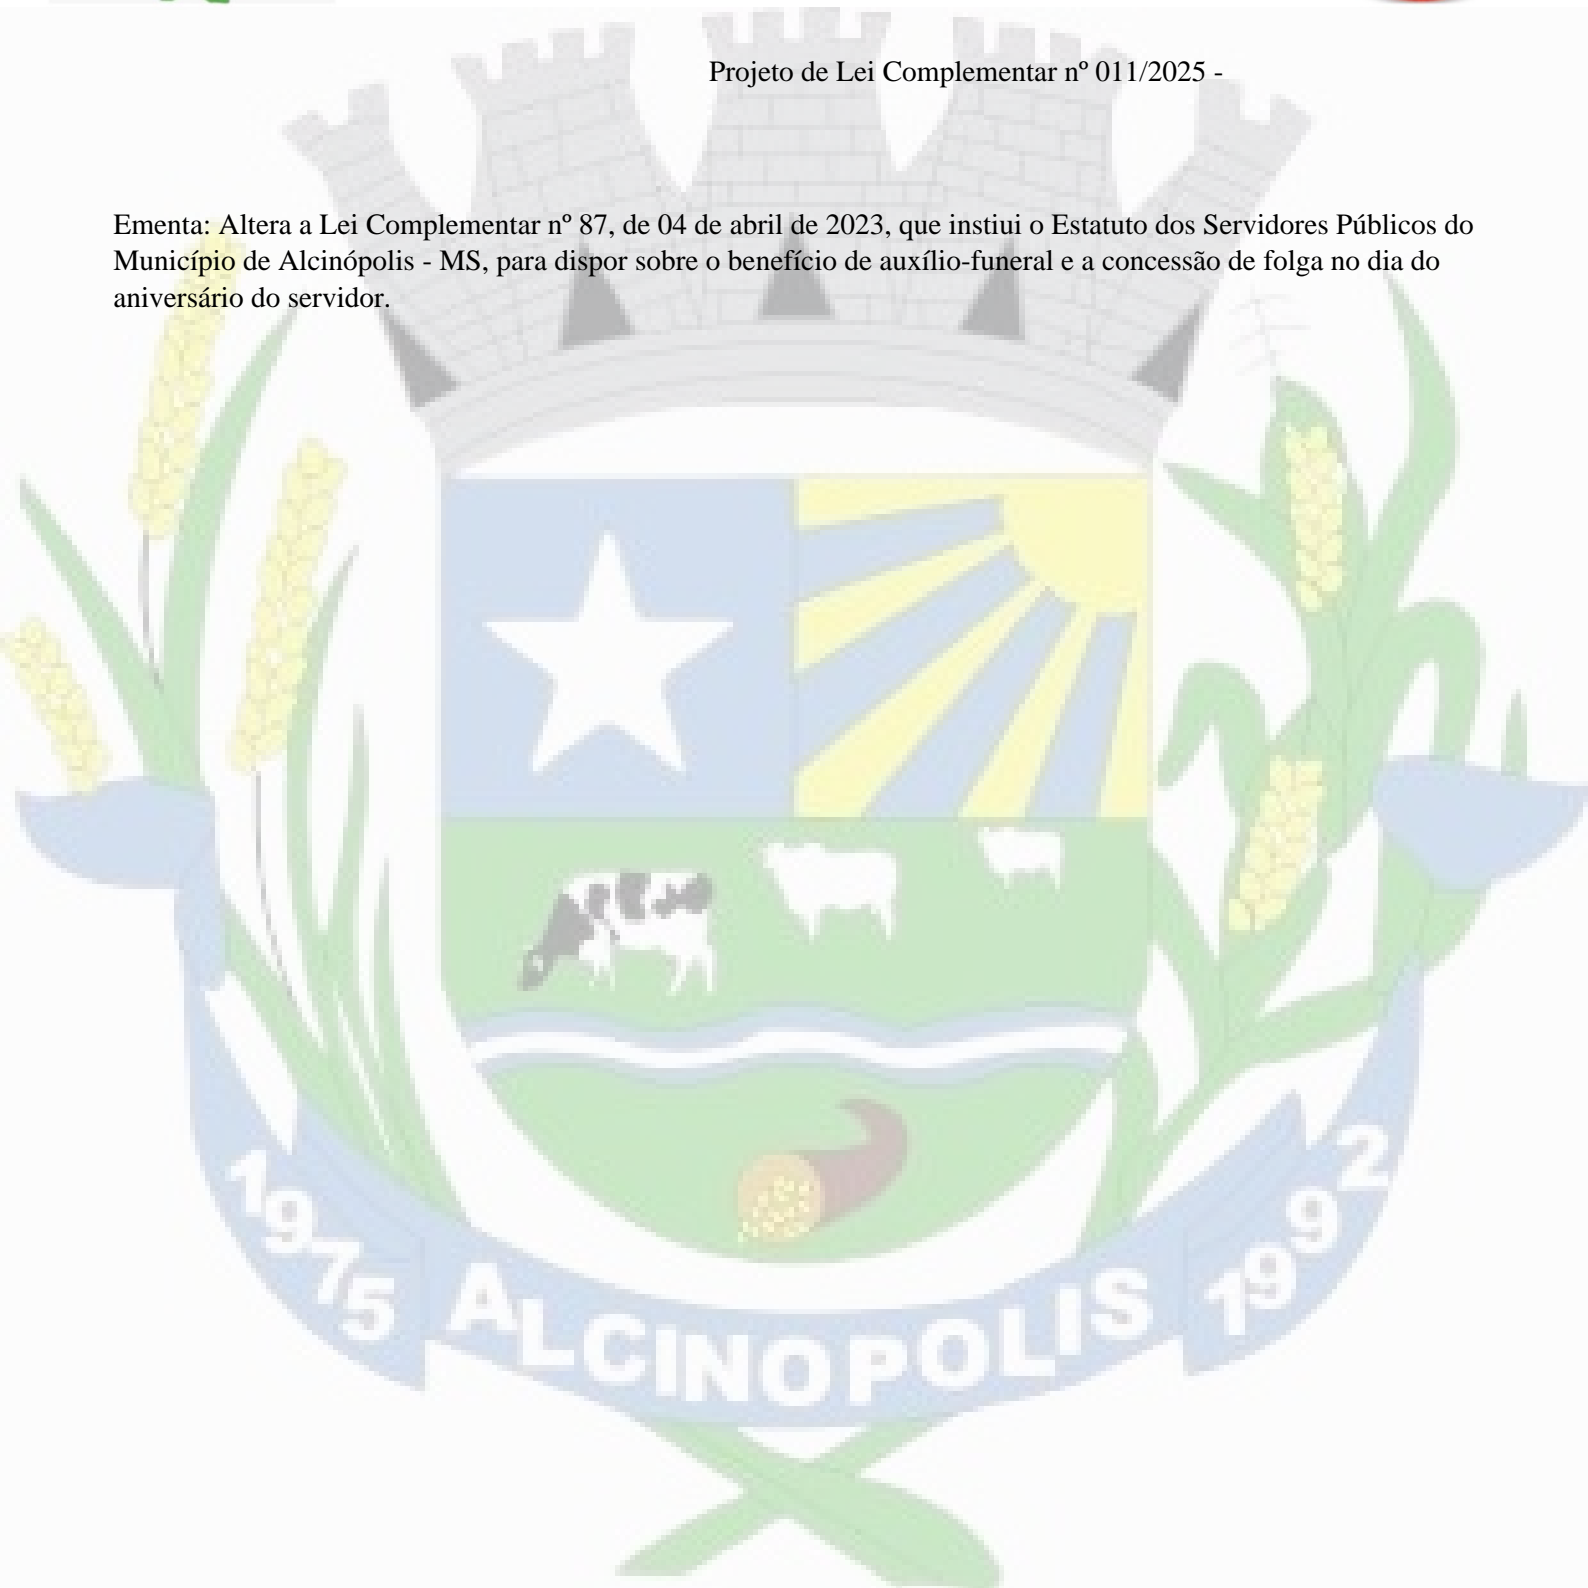 Projeto de Lei Complementar nº 011/2025 -
Ementa: Altera a Lei Complementar nº 87, de 04 de abril de 2023, que instiui o Estatuto dos Servidores Públicos do
Município de Alcinópolis - MS, para dispor sobre o benefício de auxílio-funeral e a concessão de folga no dia do
aniversário do servidor.
1975 ALCINOPOLIS 1992